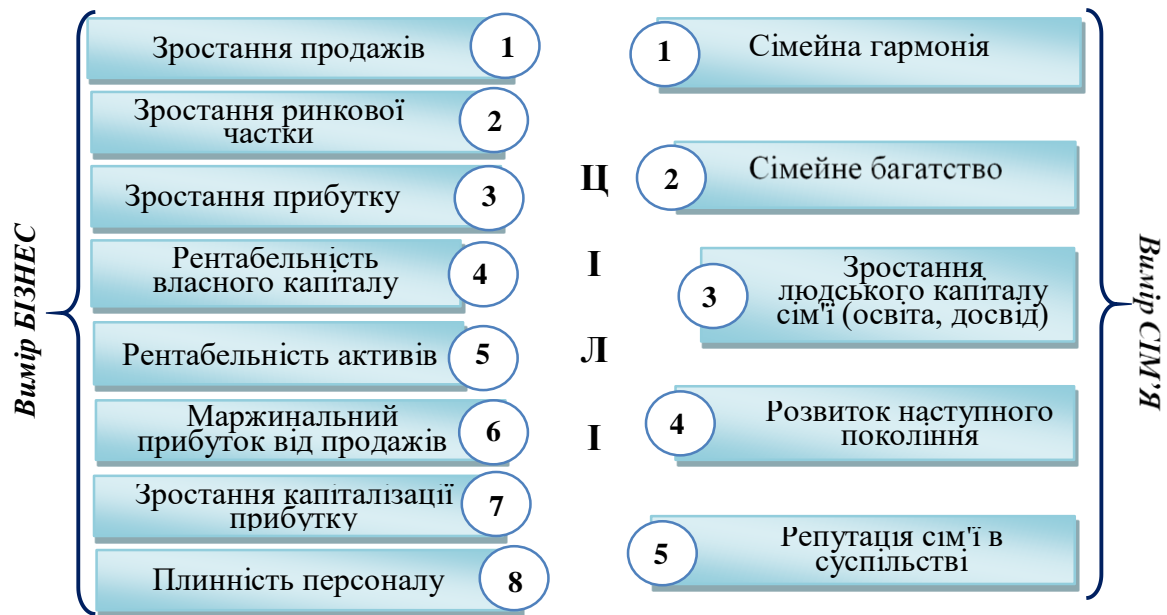 Вимір БІЗНЕС
Зростання продажів
1
Зростання ринкової
частки
2
Зростання прибутку
3
Рентабельність
власного капіталу
4
Рентабельність активів
5
Маржинальний
прибуток від продажів
6
Зростання капіталізації
прибутку
7
Плинність персоналу
8
Ц
І
Л
І
1
Сімейна гармонія
2
Сімейне багатство
3
Зростання
людського капіталу
сім'ї (освіта, досвід)
4
Розвиток наступного
покоління
5
Репутація сім'ї в
суспільстві
Вимір СІМ'Я